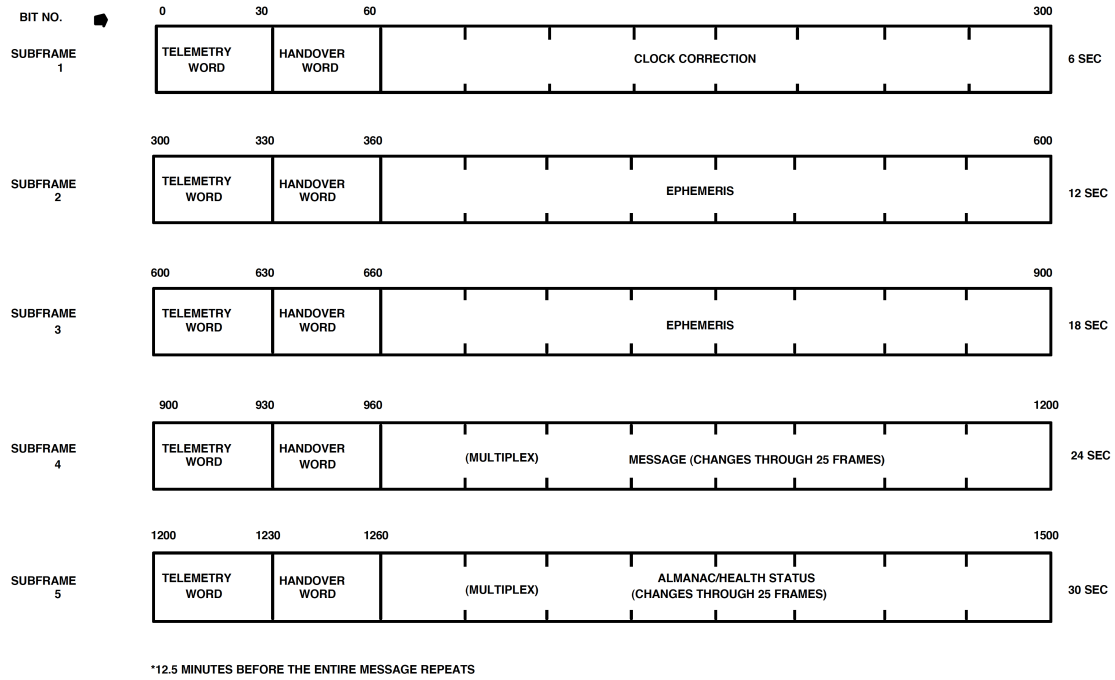 BIT NO. 0 30 60 300
SUBFRAME 1 TELEMETRY WORD HANDOVER WORD CLOCK CORRECTION 6 SEC
300 330 360 600
SUBFRAME 2 TELEMETRY WORD HANDOVER WORD EPHEMERIS 12 SEC
600 630 660 900
SUBFRAME 3 TELEMETRY WORD HANDOVER WORD EPHEMERIS 18 SEC
900 930 960 1200
SUBFRAME 4 TELEMETRY WORD HANDOVER WORD (MULTIPLEX) MESSAGE (CHANGES THROUGH 25 FRAMES) 24 SEC
1200 1230 1260 1500
SUBFRAME 5 TELEMETRY WORD HANDOVER WORD (MULTIPLEX) ALMANAC/HEALTH STATUS (CHANGES THROUGH 25 FRAMES) 30 SEC
*12.5 MINUTES BEFORE THE ENTIRE MESSAGE REPEATS